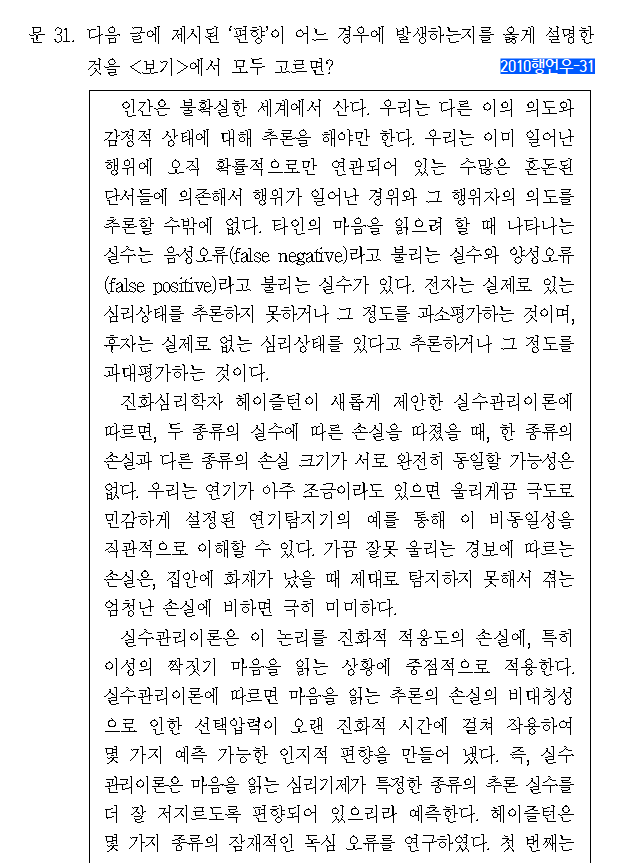 문 31. 다음 글에 제시된 ‘편향’이 어느 경우에 발생하는지를 옳게 설명한
것을 <보기>에서 모두 고르면?
2010행언우-31
인간은 불확실한 세계에서 산다. 우리는 다른 이의 의도와
감정적 상태에 대해 추론을 해야만 한다. 우리는 이미 일어난
행위에 오직 확률적으로만 연관되어 있는 수많은 혼돈된
단서들에 의존해서 행위가 일어난 경위와 그 행위자의 의도를
추론할 수밖에 없다. 타인의 마음을 읽으려 할 때 나타나는
실수는 음성오류(false negative)라고 불리는 실수와 양성오류
(false positive)라고 불리는 실수가 있다. 전자는 실제로 있는
심리상태를 추론하지 못하거나 그 정도를 과소평가하는 것이며,
후자는 실제로 없는 심리상태를 있다고 추론하거나 그 정도를
과대평가하는 것이다.
진화심리학자 헤이즐턴이 새롭게 제안한 실수관리이론에
따르면, 두 종류의 실수에 따른 손실을 따졌을 때, 한 종류의
손실과 다른 종류의 손실 크기가 서로 완전히 동일할 가능성은
없다. 우리는 연기가 아주 조금이라도 있으면 울리게끔 극도로
민감하게 설정된 연기탐지기의 예를 통해 이 비동일성을
직관적으로 이해할 수 있다. 가끔 잘못 울리는 경보에 따르는
손실은, 집안에 화재가 났을 때 제대로 탐지하지 못해서 겪는
엄청난 손실에 비하면 극히 미미하다.
실수관리이론은 이 논리를 진화적 적응도의 손실에, 특히
이성의 짝짓기 마음을 읽는 상황에 중점적으로 적용한다.
실수관리이론에 따르면 마음을 읽는 추론의 손실의 비대칭성
으로 인한 선택압력이 오랜 진화적 시간에 걸쳐 작용하여
몇 가지 예측 가능한 인지적 편향을 만들어 냈다. 즉, 실수
관리이론은 마음을 읽는 심리기제가 특정한 종류의 추론 실수를
더 잘 저지르도록 편향되어 있으리라 예측한다. 헤이즐턴은
몇 가지 종류의 잠재적인 독심 오류를 연구하였다. 첫 번째는